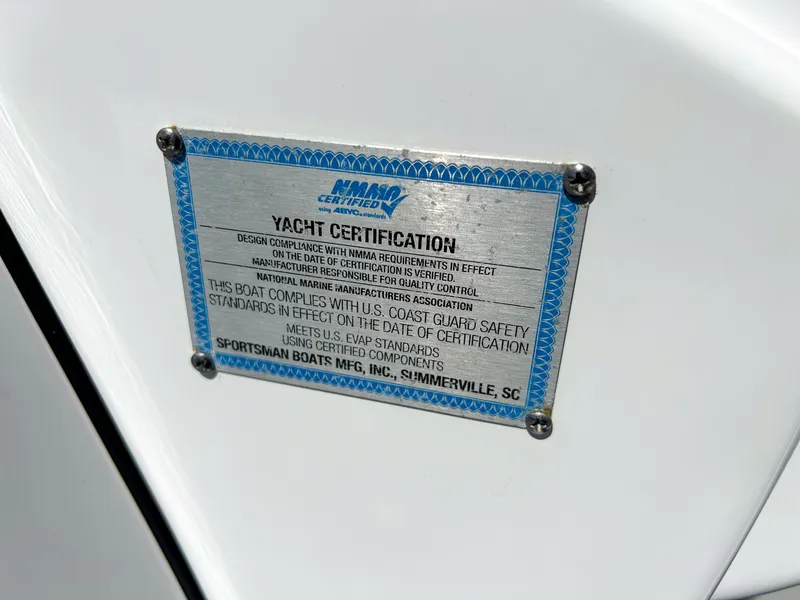 NMMA
CERTIFIED
using ABYC standards
YACHT CERTIFICATION
DESIGN COMPLIANCE WITH NMMA REQUIREMENTS IN EFFECT
ON THE DATE OF CERTIFICATION IS VERIFIED.
MANUFACTURER RESPONSIBLE FOR QUALITY CONTROL
NATIONAL MARINE MANUFACTURERS ASSOCIATION
THIS BOAT COMPLIES WITH U.S. COAST GUARD SAFETY
STANDARDS IN EFFECT ON THE DATE OF CERTIFICATION
MEETS U.S. EVAP STANDARDS
USING CERTIFIED COMPONENTS
SPORTSMAN BOATS MFG, INC., SUMMERVILLE, SC